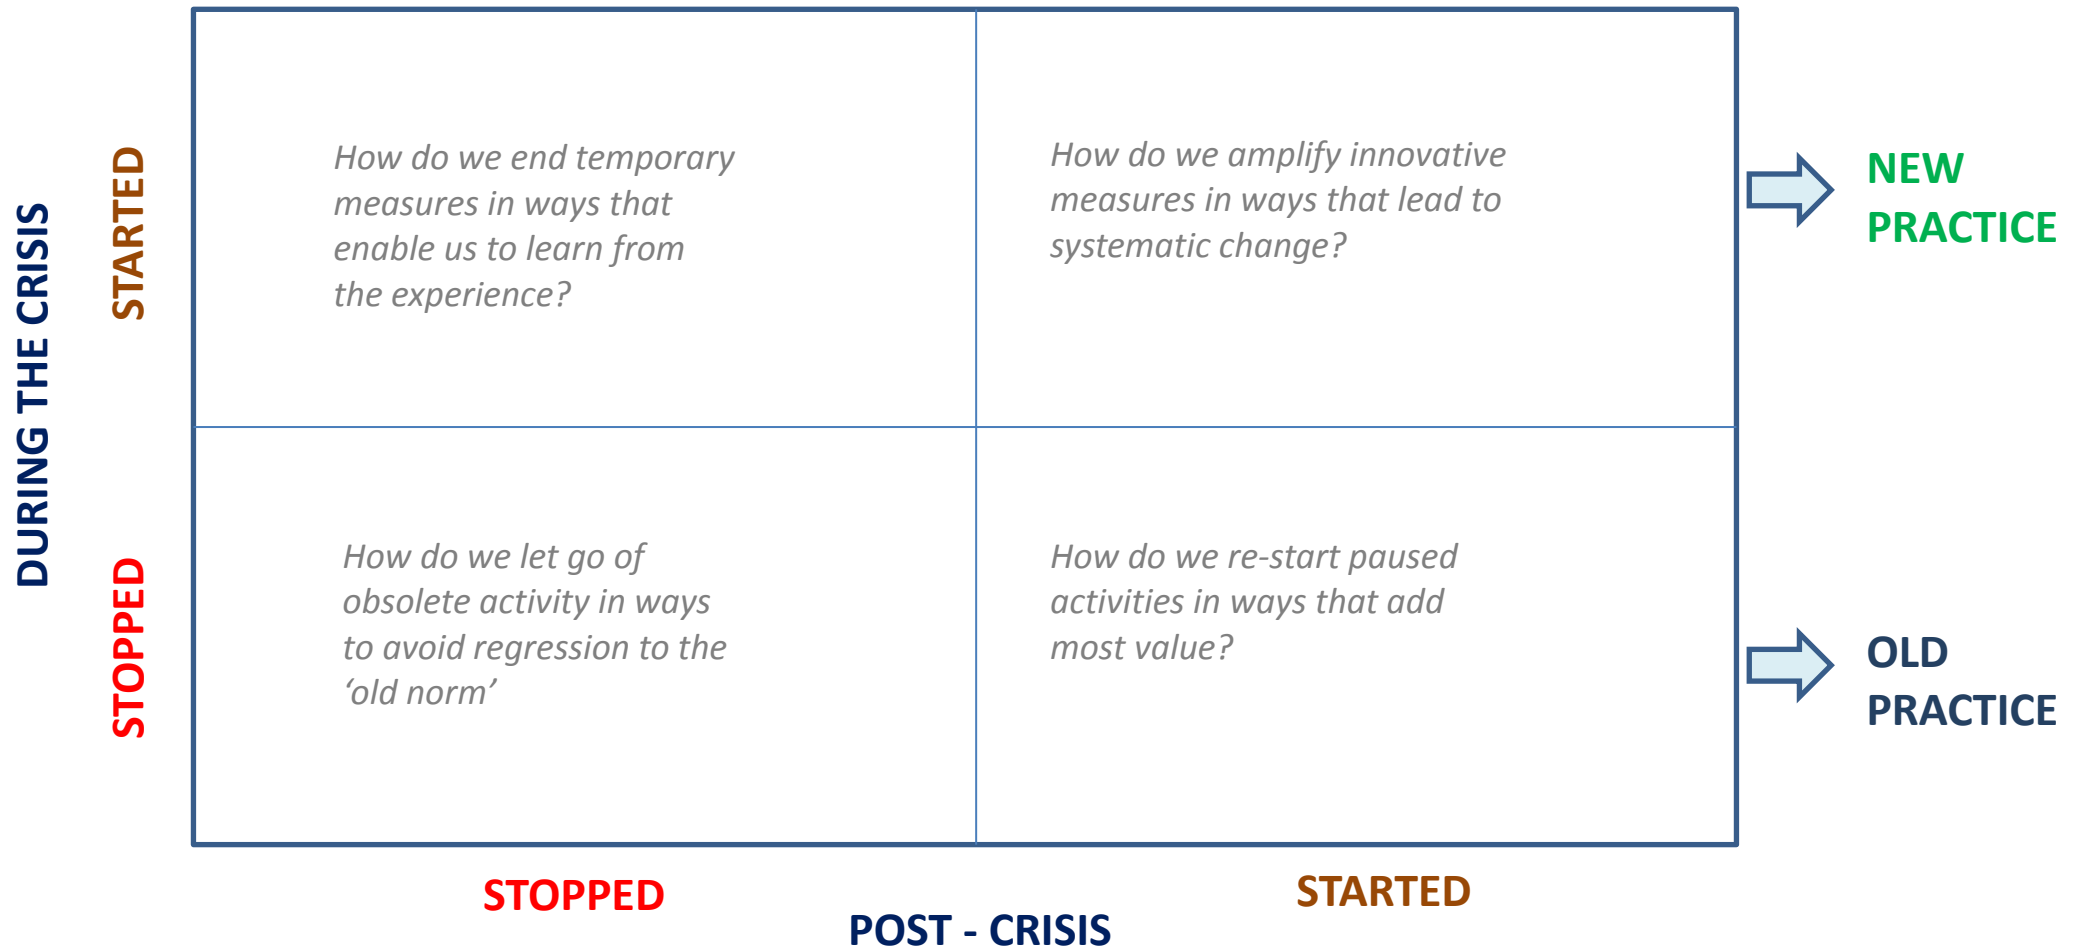 DURING THE CRISIS
STARTED
How do we end temporary
measures in ways that
enable us to learn from
the experience?
How do we amplify innovative
measures in ways that lead to
systematic change?
NEW
PRACTICE
STOPPED
How do we let go of
obsolete activity in ways
to avoid regression to the
‘old norm’
How do we re-start paused
activities in ways that add
most value?
OLD
PRACTICE
STOPPED
STARTED
POST - CRISIS